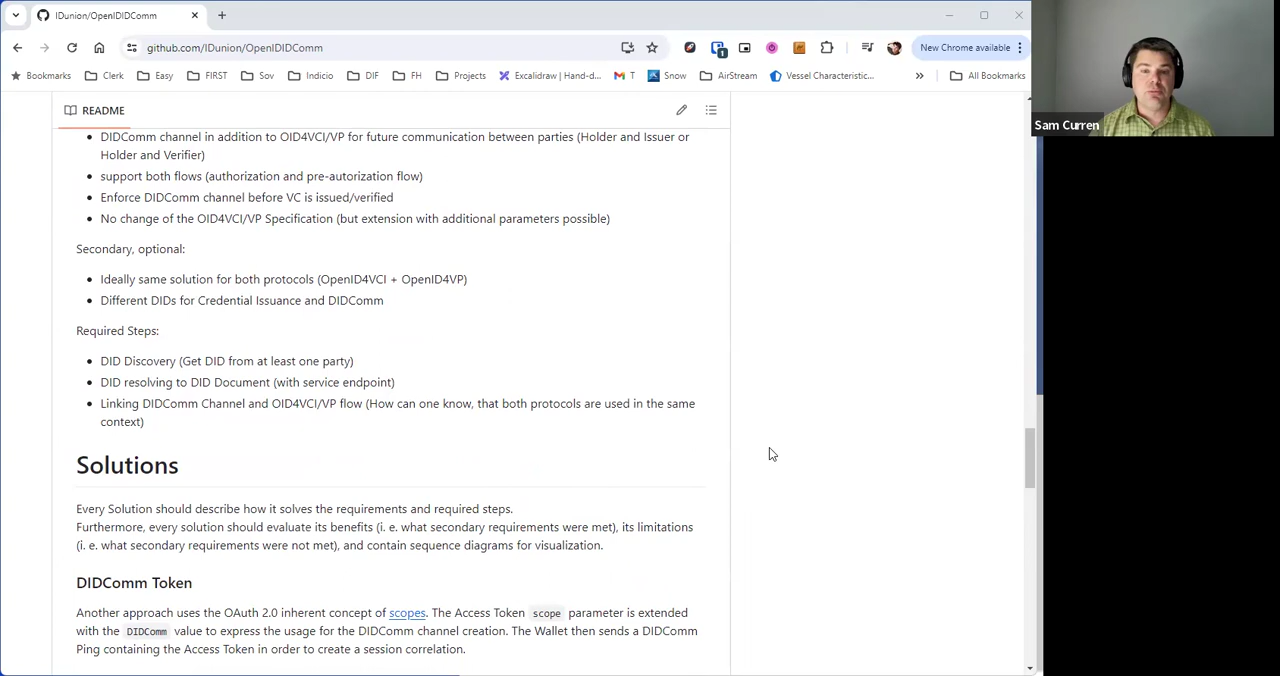 IDunion/OpenIDIDComm
github.com/IDunion/OpenIDIDComm
New Chrome available
Bookmarks
Clerk
Easy
FIRST
Sov
Indicio
DIF
FH
Projects
Excalidraw | Hand-d...
T
Snow
AirStream
Vessel Characteristic...
»
All Bookmarks
README
DIDComm channel in addition to OID4VCI/VP for future communication between parties (Holder and Issuer or
Holder and Verifier)
support both flows (authorization and pre-autorization flow)
Enforce DIDComm channel before VC is issued/verified
No change of the OID4VCI/VP Specification (but extension with additional parameters possible)
Secondary, optional:
Ideally same solution for both protocols (OpenID4VCI + OpenID4VP)
Different DIDs for Credential Issuance and DIDComm
Required Steps:
DID Discovery (Get DID from at least one party)
DID resolving to DID Document (with service endpoint)
Linking DIDComm Channel and OID4VCI/VP flow (How can one know, that both protocols are used in the same
context)
Solutions
Every Solution should describe how it solves the requirements and required steps.
Furthermore, every solution should evaluate its benefits (i. e. what secondary requirements were met), its limitations
(i. e. what secondary requirements were not met), and contain sequence diagrams for visualization.
DIDComm Token
Another approach uses the OAuth 2.0 inherent concept of scopes. The Access Token scope parameter is extended
with the DIDComm value to express the usage for the DIDComm channel creation. The Wallet then sends a DIDComm
Ping containing the Access Token in order to create a session correlation.
Sam Curren